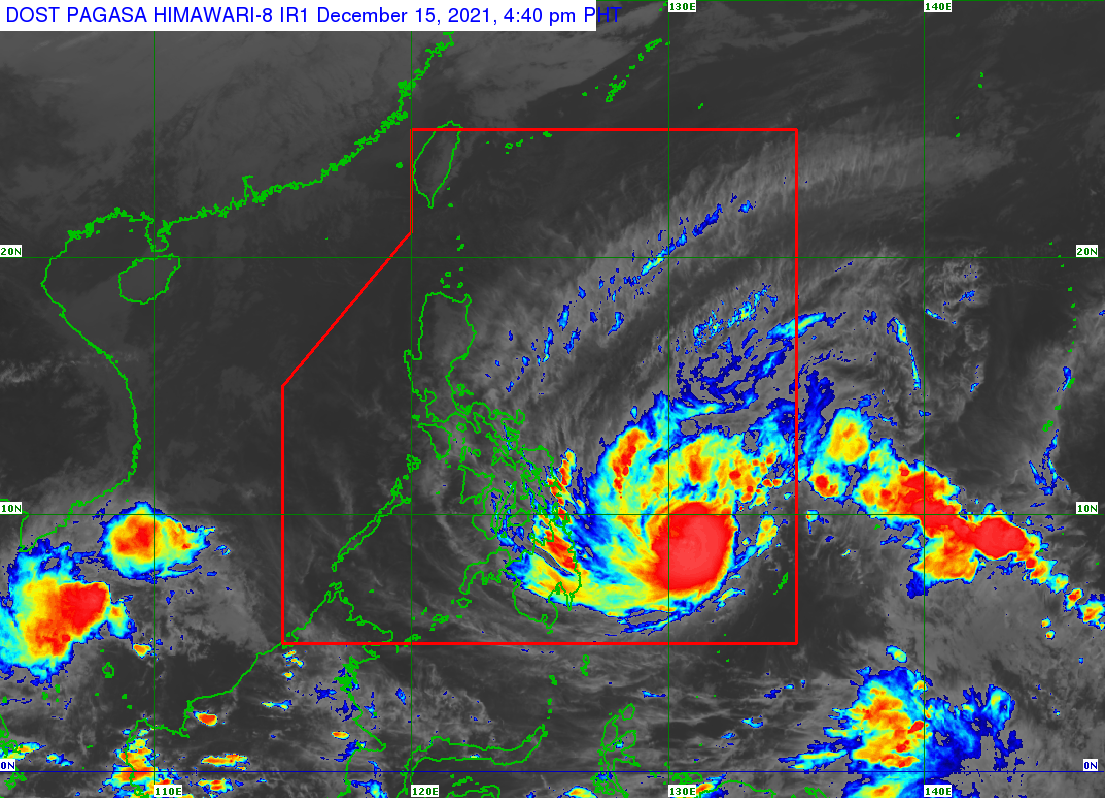 DOST PAGASA HIMAWARI-8 IR1 December 15, 2021, 4:40 pm PHT
130E
140E
20N
20N
10N
10N
0N
0N
110E
120E
130E
140E